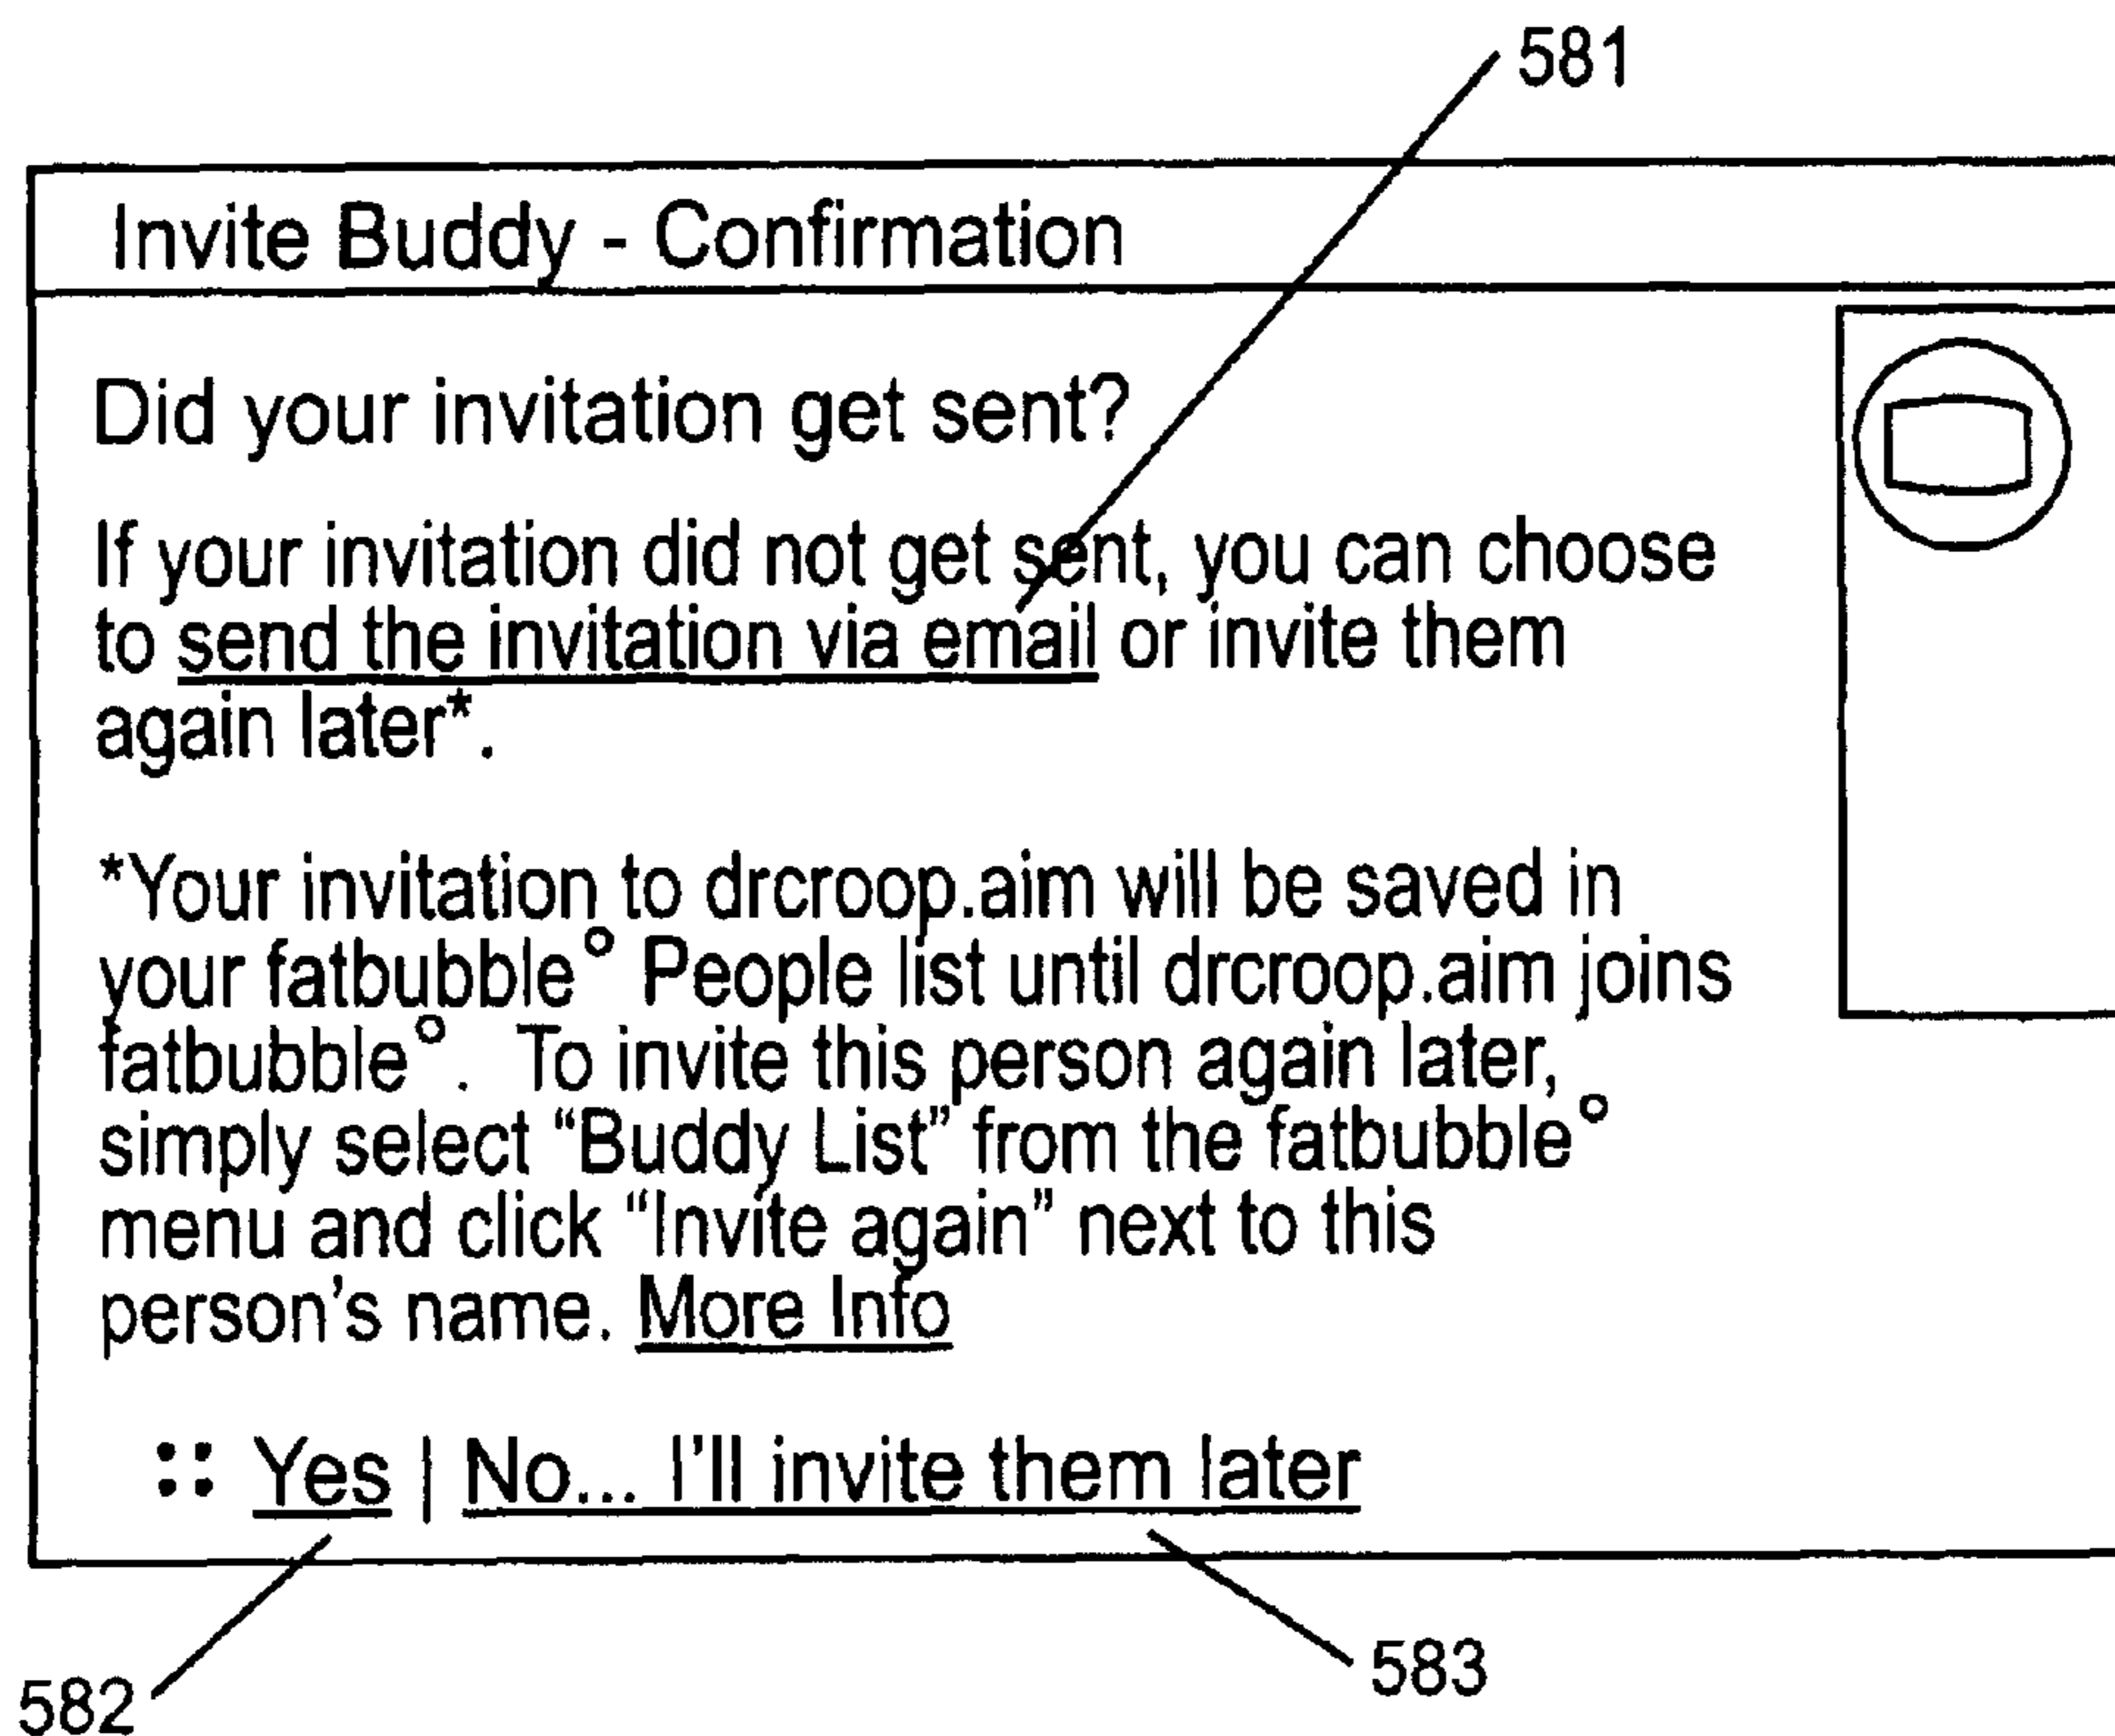 581
Invite Buddy - Confirmation
Did your invitation get sent?
If your invitation did not get sent, you can choose
to send the invitation via email or invite them
again later*.
*Your invitation to drcroop.aim will be saved in
your fatbubble° People list until drcroop.aim joins
fatbubble°. To invite this person again later,
simply select “Buddy List” from the fatbubble°
menu and click “Invite again” next to this
person's name. More Info
:: Yes | No... I'll invite them later
582
583